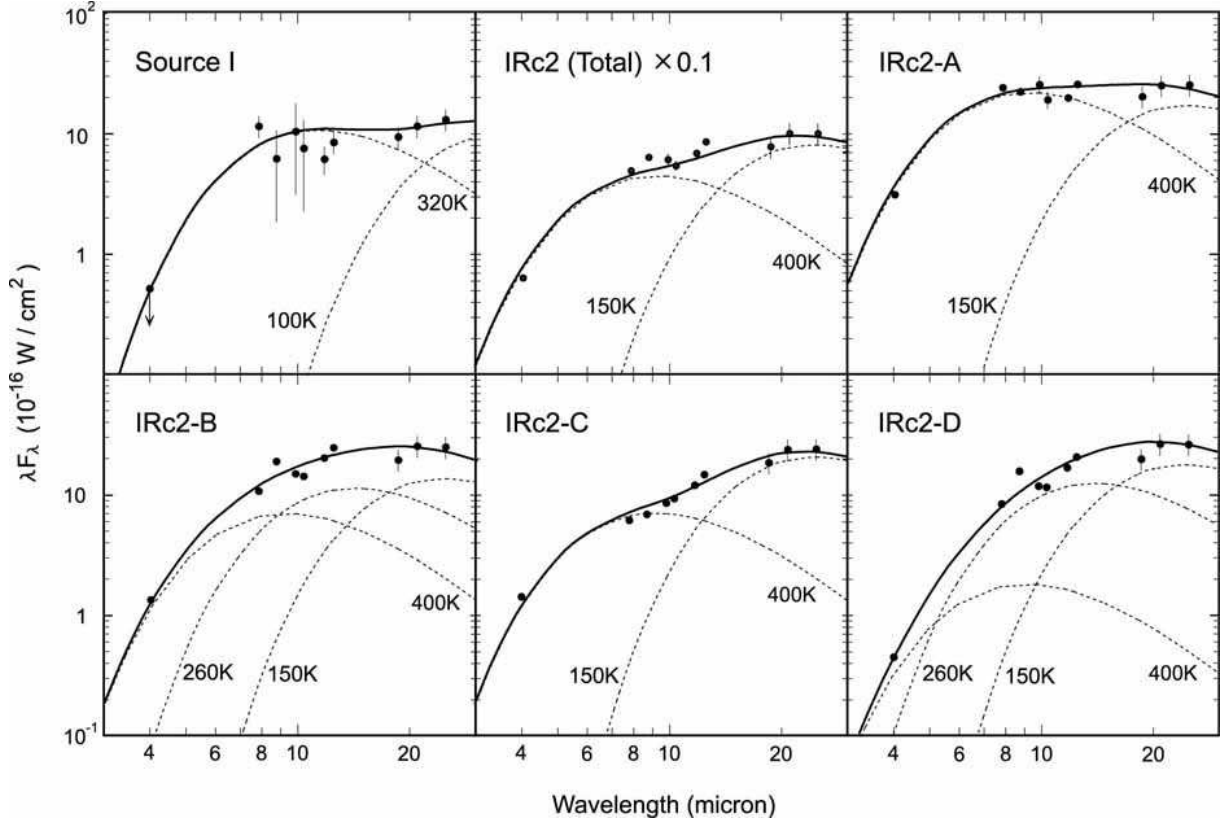 10² Source I IRc2 (Total) ×0.1 IRc2-A
10
320K 400K
1 400K
150K 150K
100K
IRc2-B IRc2-C IRc2-D
10
400K 400K
1
260K 150K 150K 260K 150K 400K
10⁻¹
4 6 8 10 20 4 6 8 10 20 4 6 8 10 20
λFλ (10⁻¹⁶ W / cm²)
Wavelength (micron)